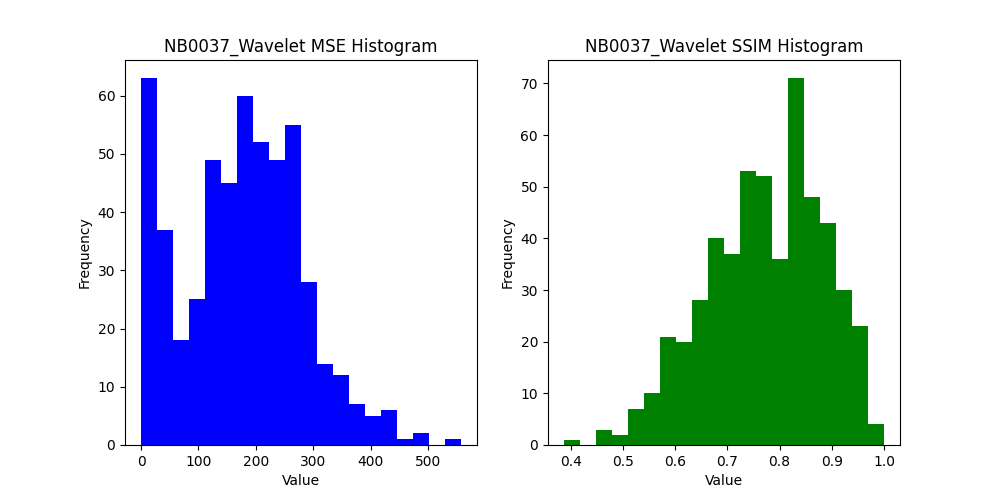 NB0037_Wavelet MSE Histogram
Frequency
60
50
40
30
20
10
0
0 100 200 300 400 500
Value
NB0037_Wavelet SSIM Histogram
Frequency
70
60
50
40
30
20
10
0
0.4 0.5 0.6 0.7 0.8 0.9 1.0
Value